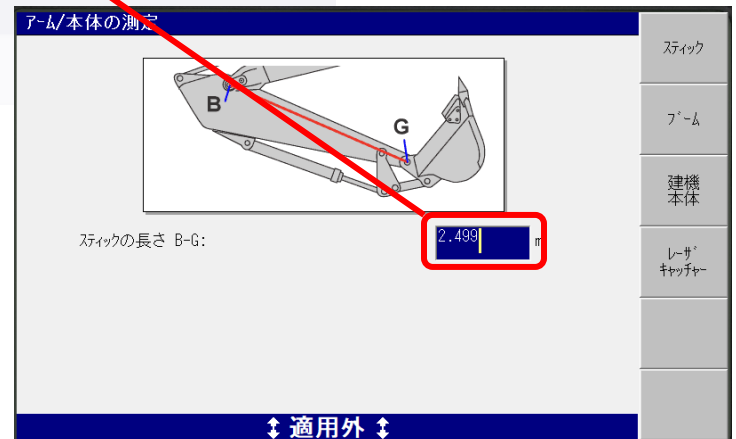 ｱｰﾑ/本体の測定
B
G
ｽﾃｨｯｸの長さ B-G:
2.499
m
ｽﾃｨｯｸ
ﾌﾞｰﾑ
建機
本体
ﾚｰｻﾞ
ｷｬｯﾁｬｰ
適用外